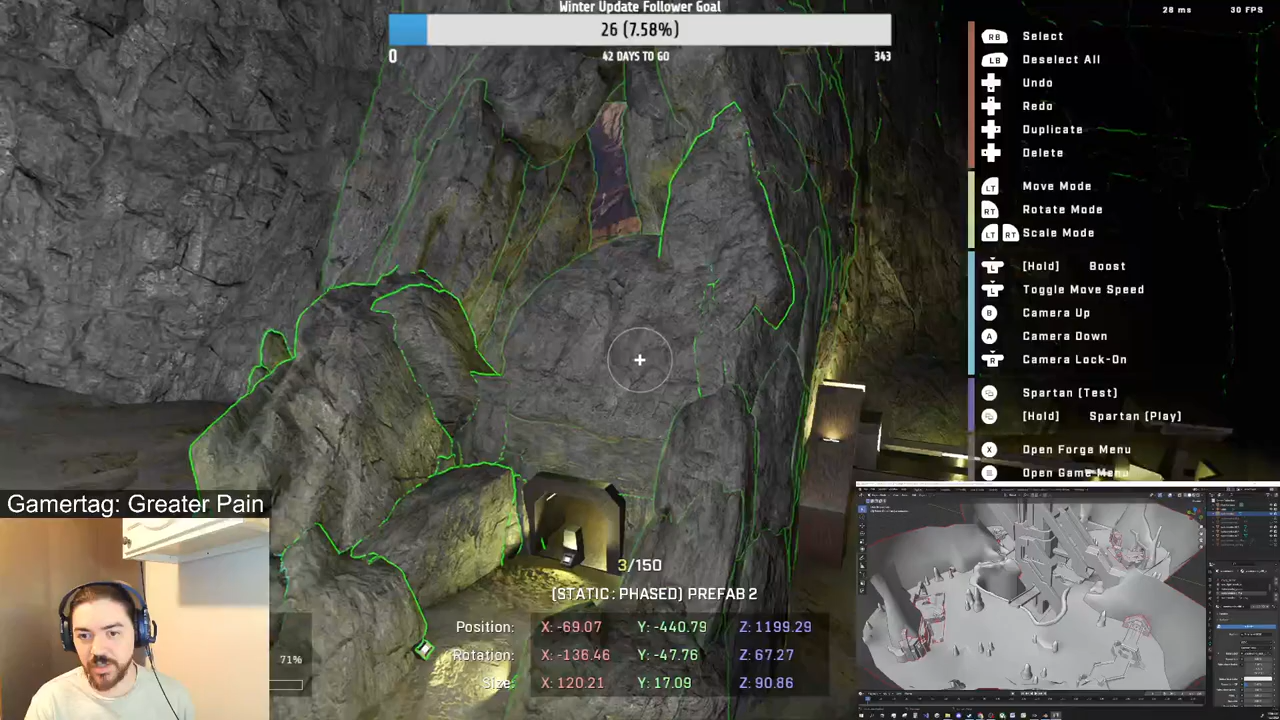 Winter Update Follower Goal
26 (7.58%)
0
42 DAYS TO GO
343
28 ms
30 FPS
RB Select
LB Deselect All
Undo
Redo
Duplicate
Delete
LT Move Mode
RT Rotate Mode
LT RT Scale Mode
L [Hold] Boost
L Toggle Move Speed
B Camera Up
A Camera Down
R Camera Lock-On
Spartan (Test)
[Hold] Spartan (Play)
X Open Forge Menu
Open Game Menu
Gamertag: Greater Pain
3/150
(STATIC: PHASED) PREFAB 2
Position: X: -69.07 Y: -440.79 Z: 1199.29
Rotation: X: -136.46 Y: -47.76 Z: 67.27
Size: X: 120.21 Y: 17.09 Z: 90.86
71%